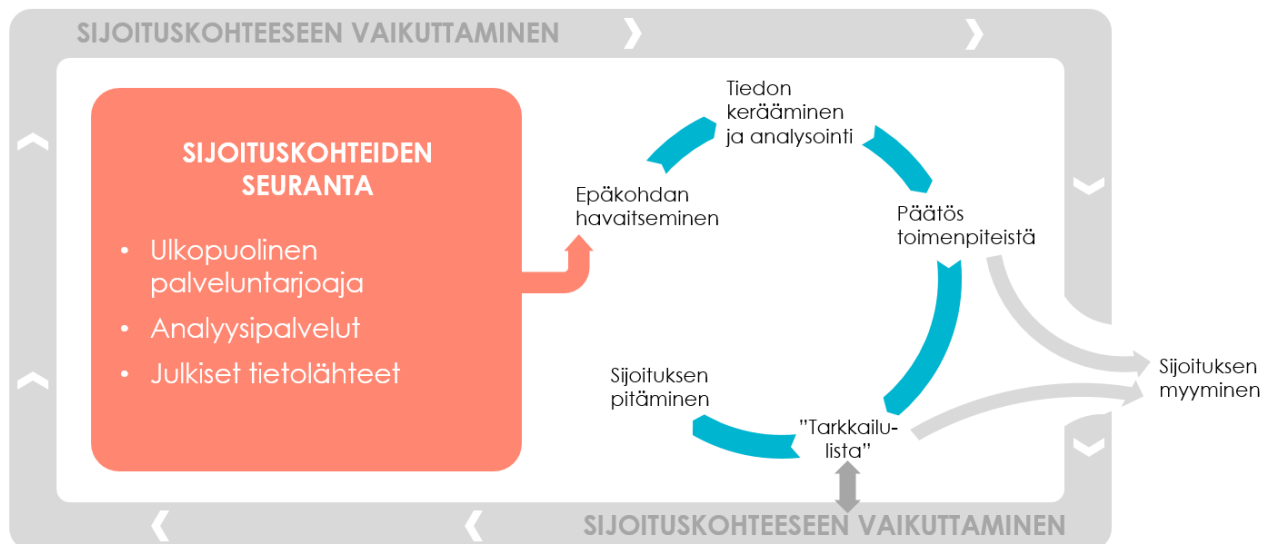 SIJOITUSKOHTEESEEN VAIKUTTAMINEN
SIJOITUSKOHTEIDEN
SEURANTA
• Ulkopuolinen
palveluntarjoaja
• Analyysipalvelut
• Julkiset tietolähteet
Epäkohdan
havaitseminen
Tiedon
kerääminen
ja analysointi
Päätös
toimenpiteistä
”Tarkkailu-
lista”
Sijoituksen
pitäminen
Sijoituksen
myyminen
SIJOITUSKOHTEESEEN VAIKUTTAMINEN